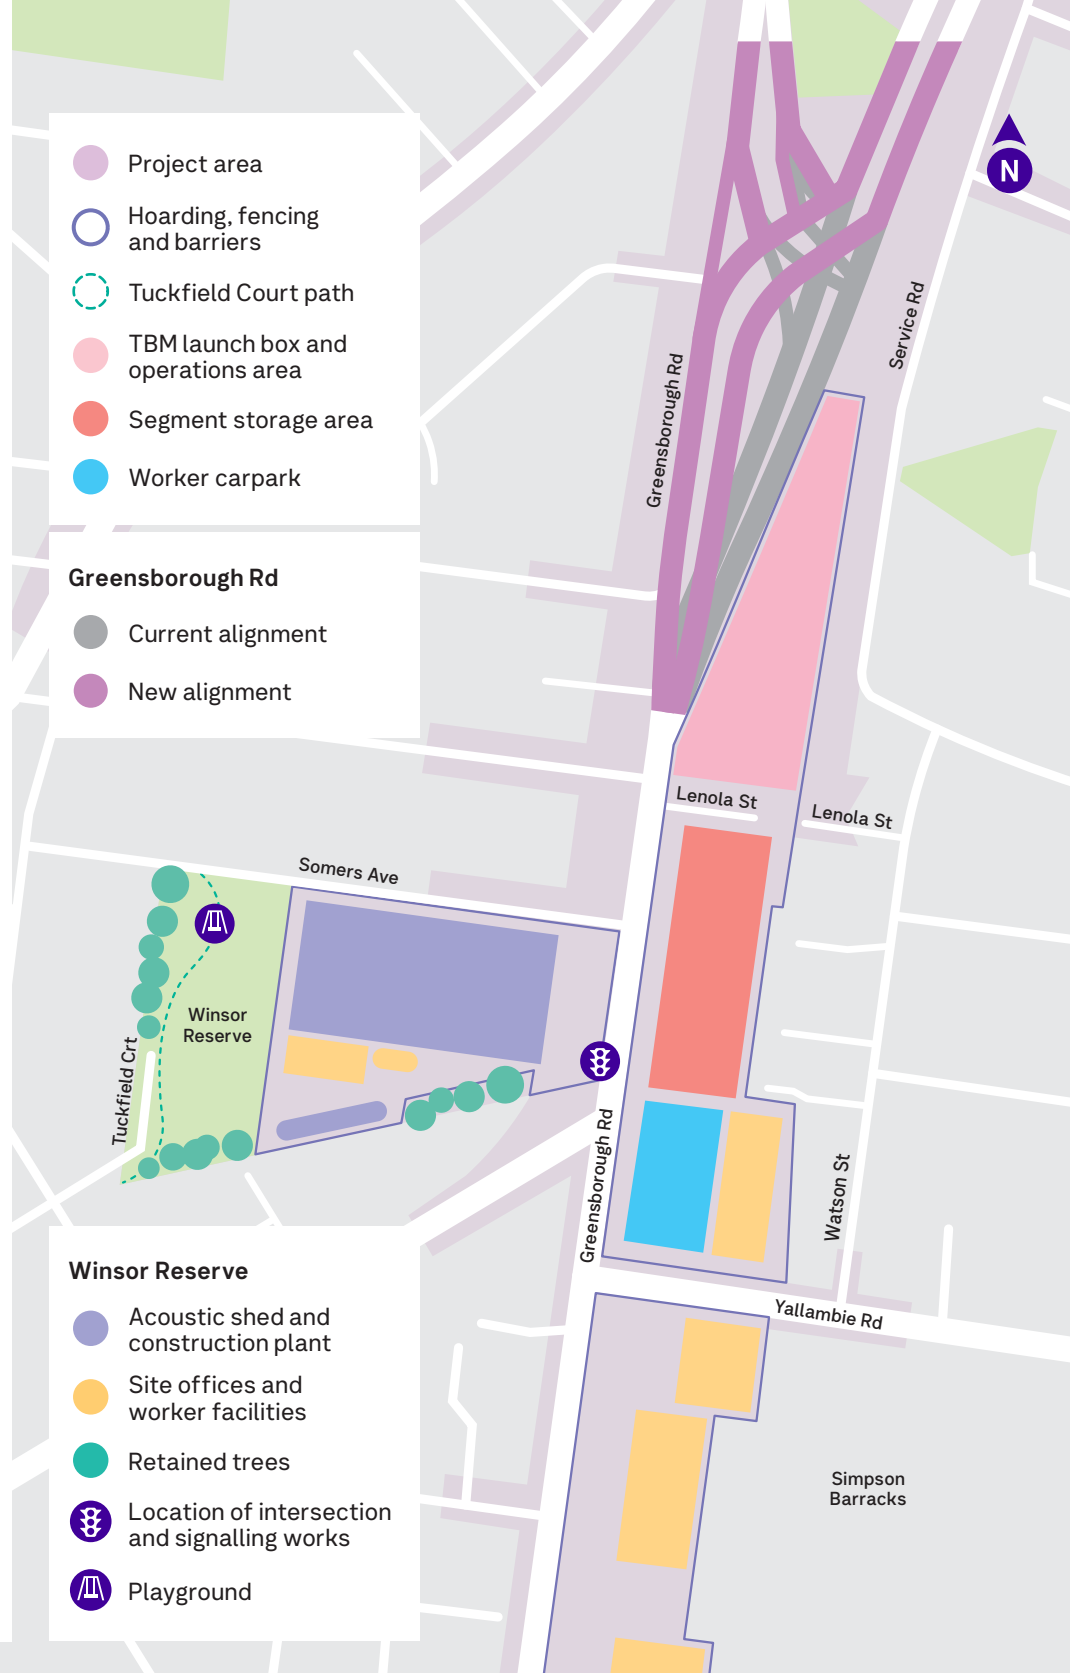 Project area
Hoarding, fencing
and barriers
Tuckfield Court path
TBM launch box and
operations area
Segment storage area
Worker carpark
Greensborough Rd
Current alignment
New alignment
N
Service Rd
Greensborough Rd
Lenola St
Lenola St
Somers Ave
Winsor
Reserve
Tuckfield Crt
Greensborough Rd
Watson St
Yallambie Rd
Simpson
Barracks
Winsor Reserve
Acoustic shed and
construction plant
Site offices and
worker facilities
Retained trees
Location of intersection
and signalling works
Playground